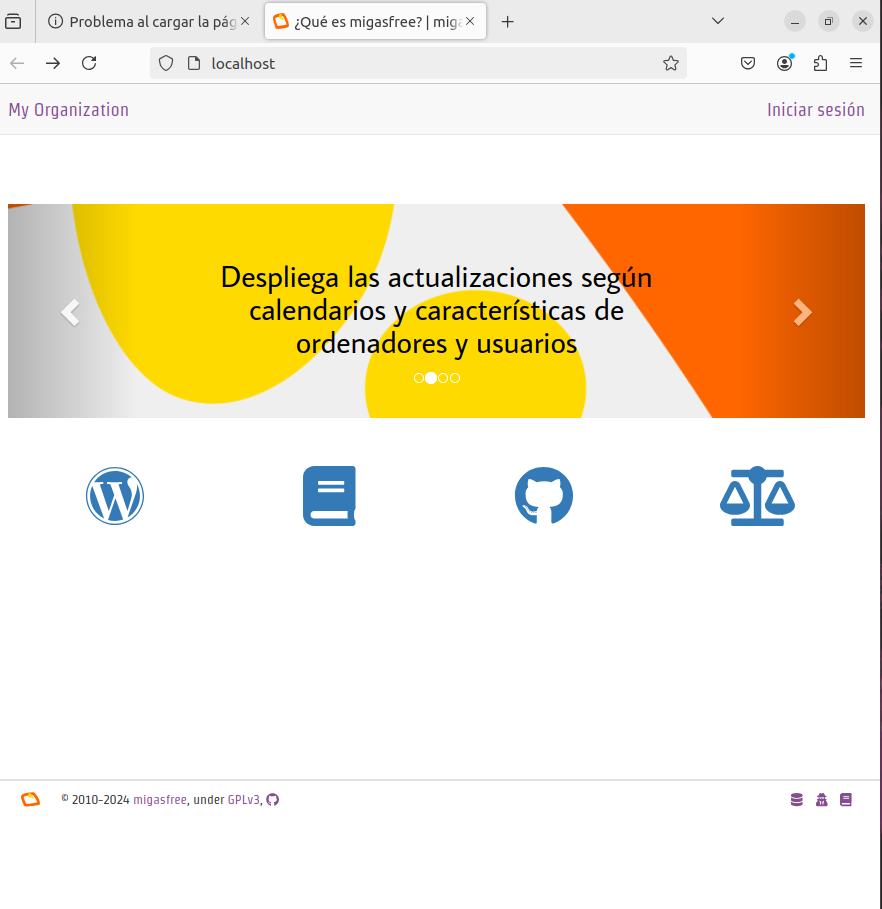 Problema al cargar la pág
¿Qué es migasfree? | miga
localhost
My Organization
Iniciar sesión
Despliega las actualizaciones según
calendarios y características de
ordenadores y usuarios
© 2010-2024 migasfree, under GPLv3,